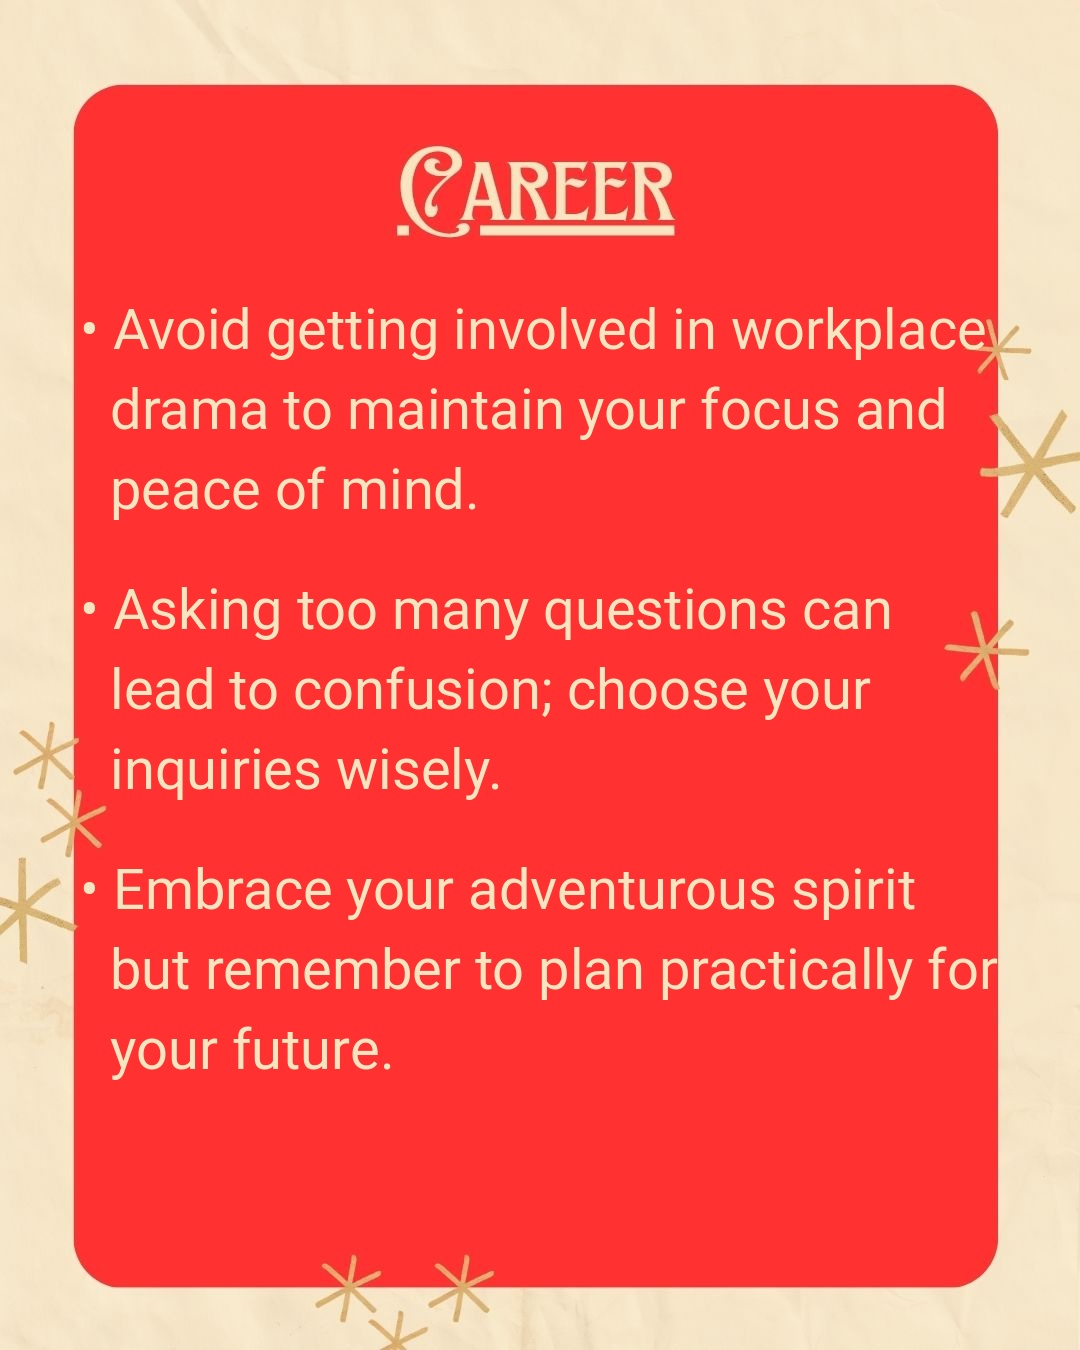 Career
• Avoid getting involved in workplace
drama to maintain your focus and
peace of mind.
• Asking too many questions can
lead to confusion; choose your
inquiries wisely.
• Embrace your adventurous spirit
but remember to plan practically for
your future.